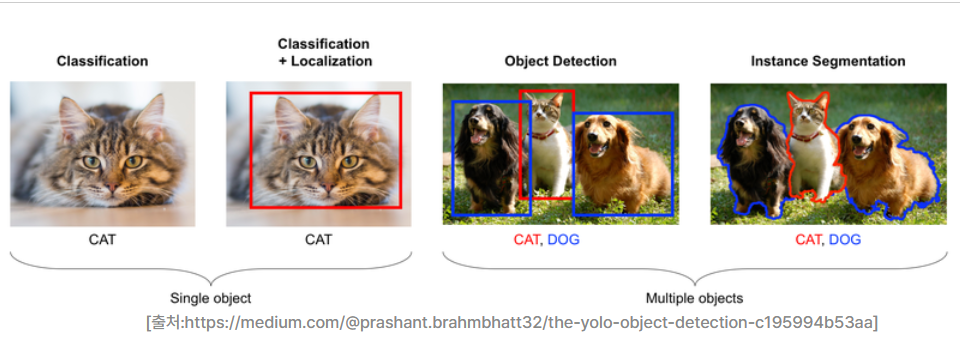 Classification
Classification
+ Localization
Object Detection
Instance Segmentation
CAT
CAT
CAT, DOG
CAT, DOG
Single object
Multiple objects
[출처:https://medium.com/@prashant.brahmbhatt32/the-yolo-object-detection-c195994b53aa]